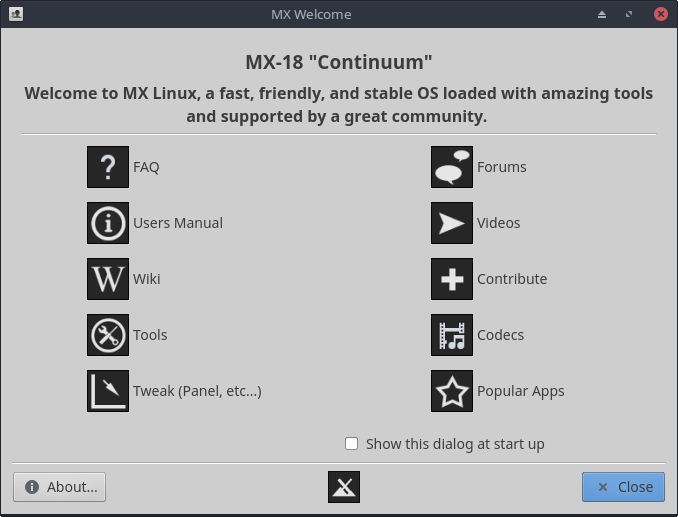 MX Welcome
MX-18 "Continuum"
Welcome to MX Linux, a fast, friendly, and stable OS loaded with amazing tools
and supported by a great community.
? FAQ
Forums
Users Manual
Videos
W Wiki
Contribute
Tools
Codecs
Tweak (Panel, etc...)
Popular Apps
Show this dialog at start up
About...
Close